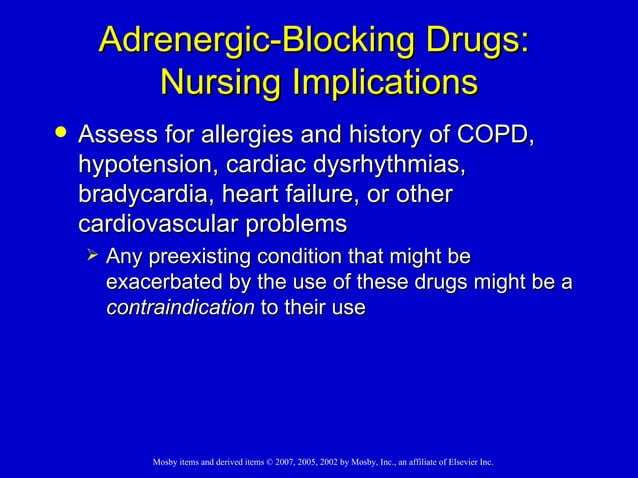 Adrenergic-Blocking Drugs:
Nursing Implications
Assess for allergies and history of COPD,
hypotension, cardiac dysrhythmias,
bradycardia, heart failure, or other
cardiovascular problems
Any preexisting condition that might be
exacerbated by the use of these drugs might be a
contraindication to their use
Mosby items and derived items © 2007, 2005, 2002 by Mosby, Inc., an affiliate of Elsevier Inc.